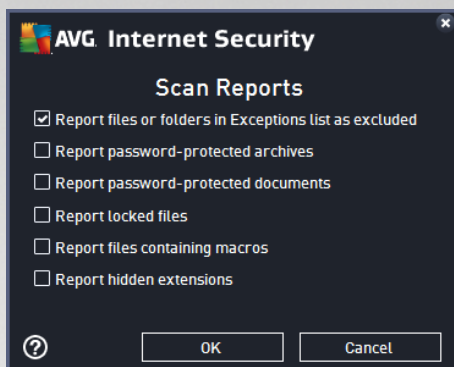 AVG Internet Security
Scan Reports
Report files or folders in Exceptions list as excluded
Report password-protected archives
Report password-protected documents
Report locked files
Report files containing macros
Report hidden extensions
? OK Cancel